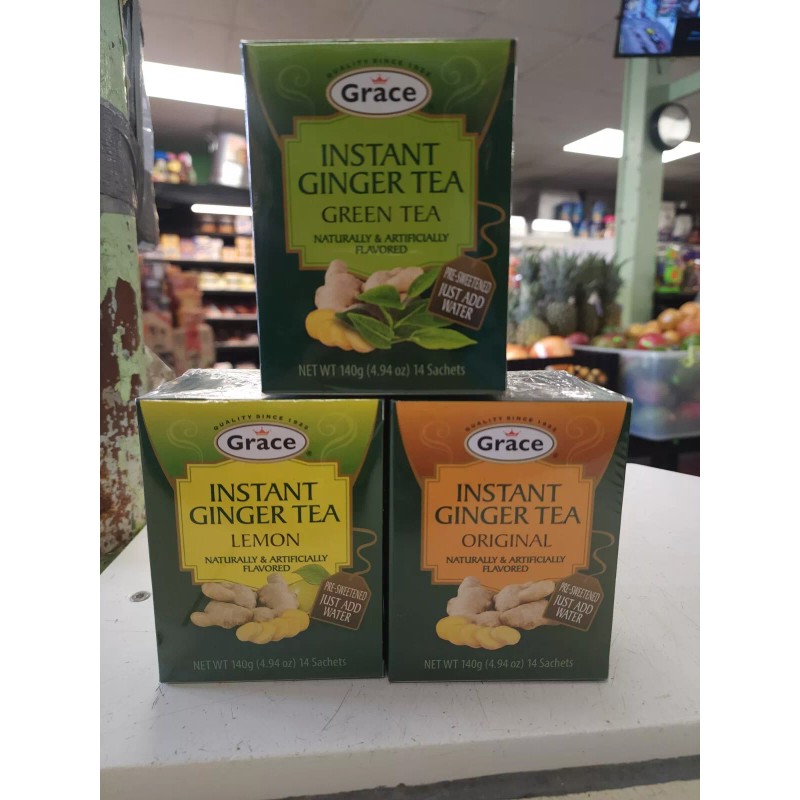 QUALITY SINCE 1922
Grace
INSTANT
GINGER TEA
GREEN TEA
NATURALLY & ARTIFICIALLY
FLAVORED
PRE-SWEETENED
JUST ADD
WATER
NET WT 140g (4.94 oz) 14 Sachets
QUALITY SINCE 1922
Grace
INSTANT
GINGER TEA
LEMON
NATURALLY & ARTIFICIALLY
FLAVORED
PRE-SWEETENED
JUST ADD
WATER
NET WT 140g (4.94 oz) 14 Sachets
QUALITY SINCE 1922
Grace
INSTANT
GINGER TEA
ORIGINAL
NATURALLY & ARTIFICIALLY
FLAVORED
PRE-SWEETENED
JUST ADD
WATER
NET WT 140g (4.94 oz) 14 Sachets